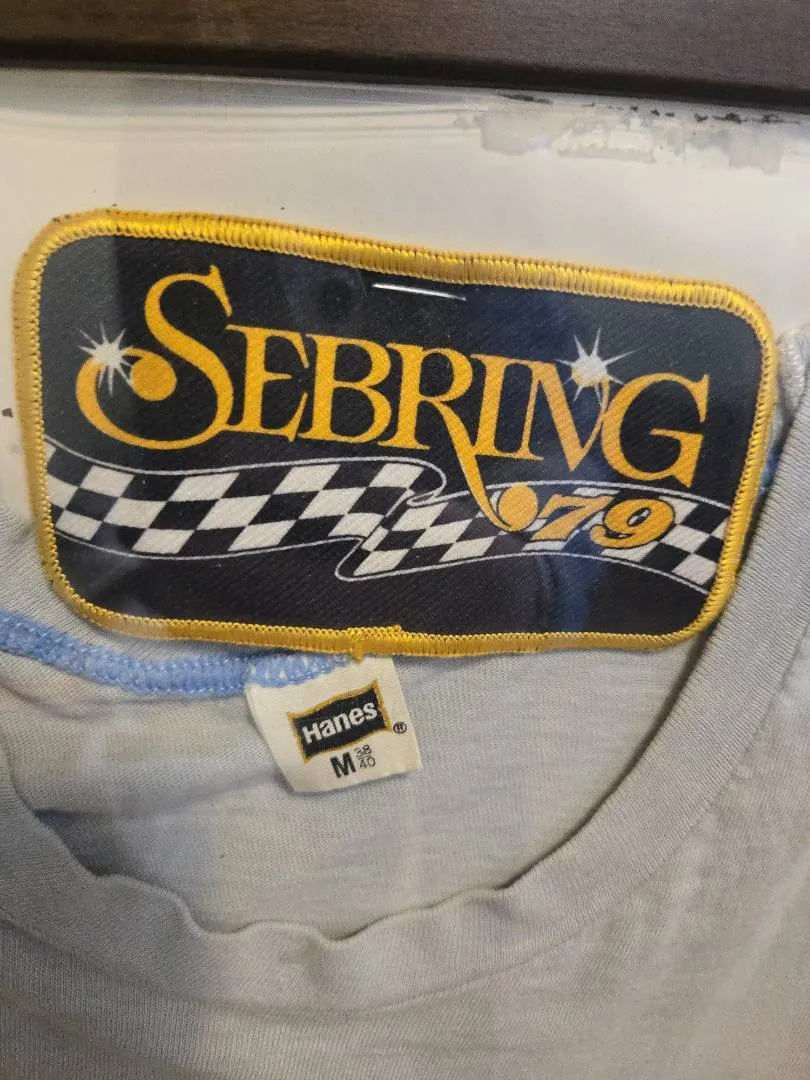 SEBRING
'79
Hanes®
M 38/40